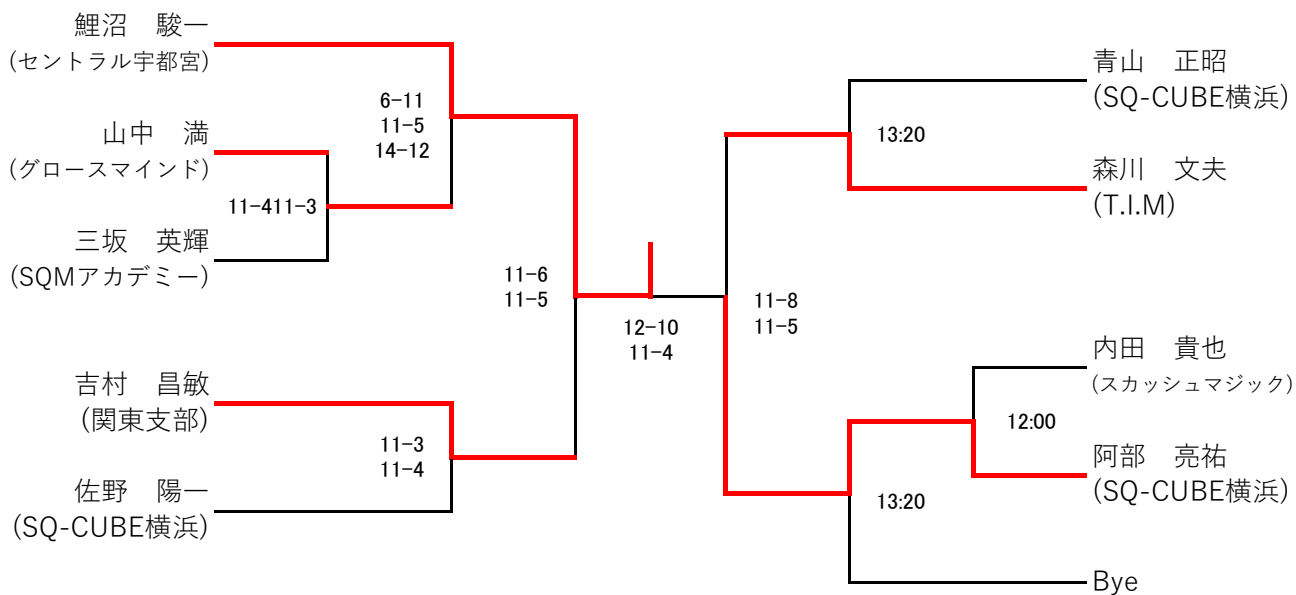 鯉沼　駿一
(セントラル宇都宮)
山中　満
(グロースマインド)
三坂　英輝
(SQMアカデミー)
吉村　昌敏
(関東支部)
佐野　陽一
(SQ-CUBE横浜)
6-11
11-5
14-12
11-411-3
11-3
11-4
11-6
11-5
12-10
11-4
11-8
11-5
13:20
12:00
13:20
青山　正昭
(SQ-CUBE横浜)
森川　文夫
(T.I.M)
内田　貴也
(スカッシュマジック)
阿部　亮祐
(SQ-CUBE横浜)
Bye